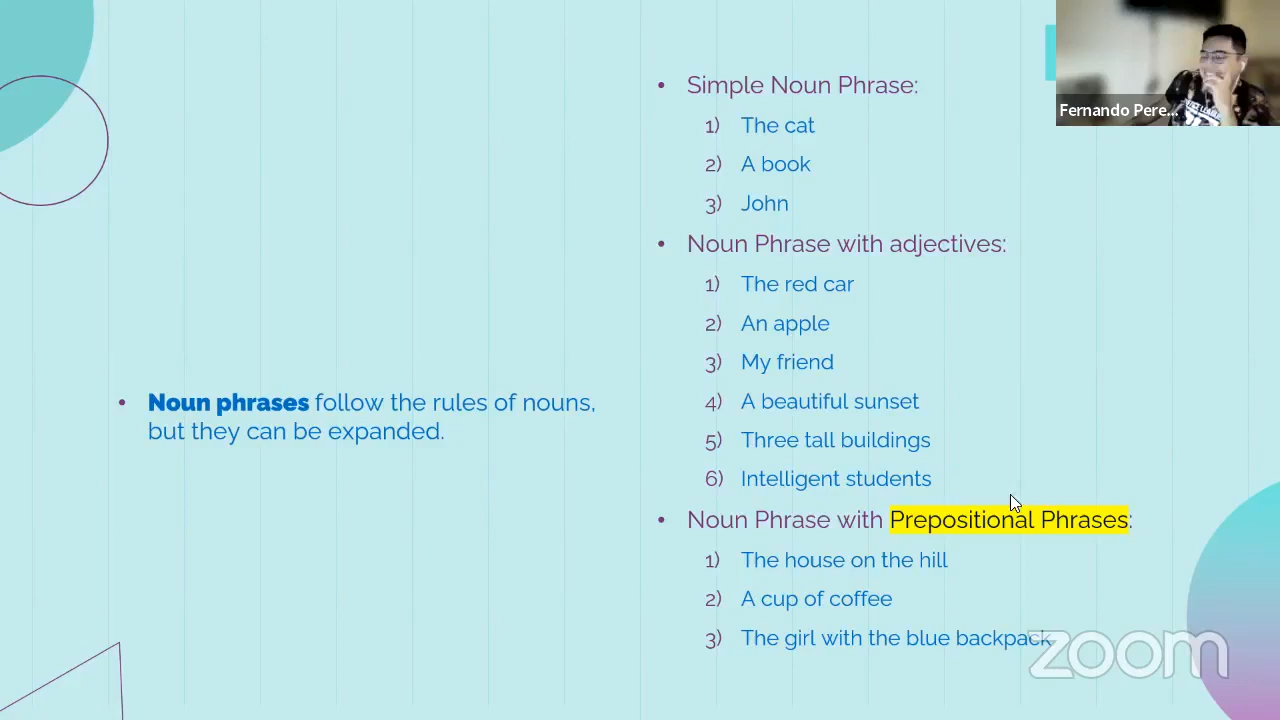 • Noun phrases follow the rules of nouns,
but they can be expanded.
• Simple Noun Phrase:
1) The cat
2) A book
3) John
• Noun Phrase with adjectives:
1) The red car
2) An apple
3) My friend
4) A beautiful sunset
5) Three tall buildings
6) Intelligent students
• Noun Phrase with Prepositional Phrases:
1) The house on the hill
2) A cup of coffee
3) The girl with the blue backpack
Fernando Pere...
zoom